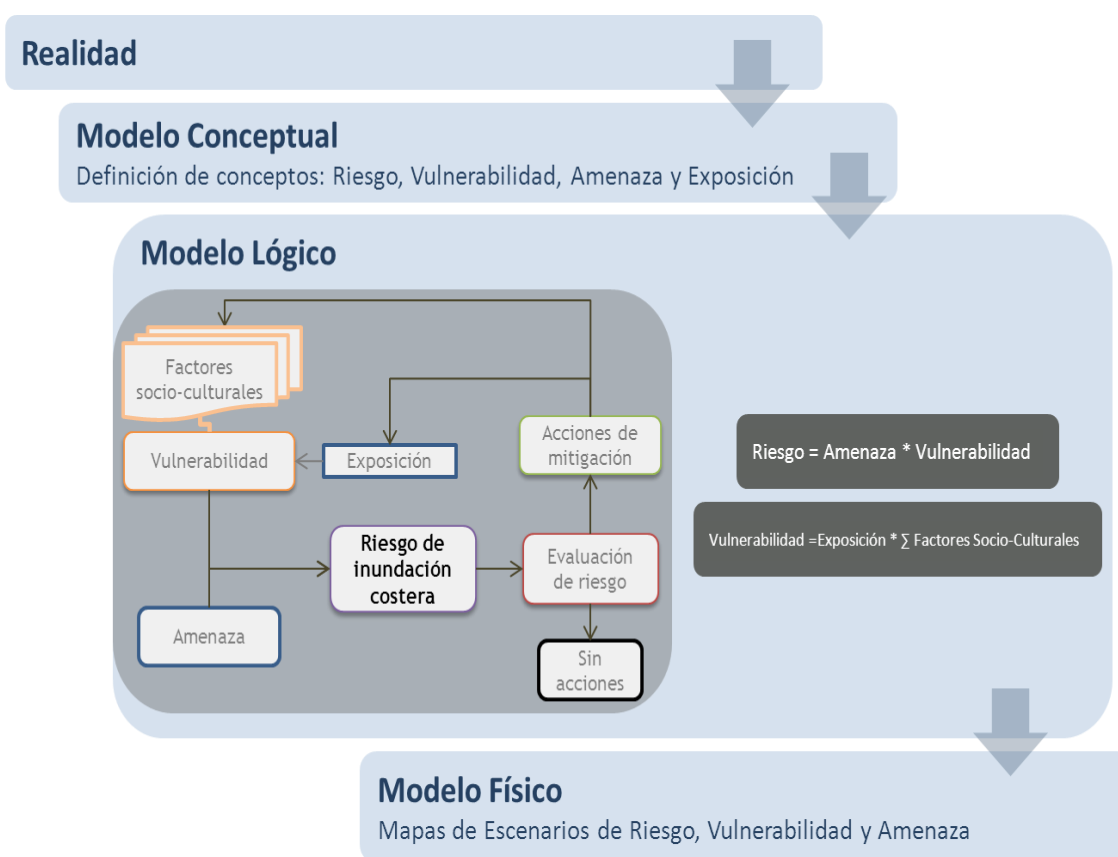 Realidad
Modelo Conceptual
Definición de conceptos: Riesgo, Vulnerabilidad, Amenaza y Exposición
Modelo Lógico
Factores
socio-culturales
Vulnerabilidad
Exposición
Acciones de
mitigación
Riesgo de
inundación
costera
Evaluación
de riesgo
Amenaza
Sin
acciones
Riesgo = Amenaza * Vulnerabilidad
Vulnerabilidad =Exposición * ∑ Factores Socio-Culturales
Modelo Físico
Mapas de Escenarios de Riesgo, Vulnerabilidad y Amenaza